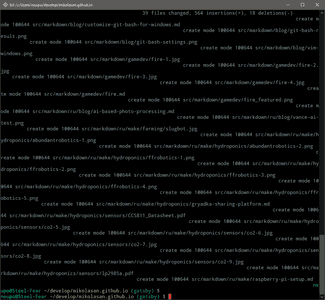 39 files changed, 564 insertions(+), 18 deletions(-)
create mode 100644 src/markdown/blog/customize-git-bash-for-windows.md
create mode 100644 src/markdown/blog/git-bash-result.png
create mode 100644 src/markdown/blog/git-bash-settings.png
create mode 100644 src/markdown/blog/vim-windows.png
create mode 100644 src/markdown/gamedev/fire-1.jpg
create mode 100644 src/markdown/gamedev/fire-2.jpg
create mode 100644 src/markdown/gamedev/fire-3.jpg
create mode 100644 src/markdown/gamedev/fire-4.jpg
create mode 100644 src/markdown/gamedev/fire.md
create mode 100644 src/markdown/gamedev/fire_featured.png
create mode 100644 src/markdown/ru/blog/ai-based-photo-processing.md
create mode 100644 src/markdown/ru/blog/vance-ai-test.png
create mode 100644 src/markdown/ru/make/farming/slugbot.jpg
create mode 100644 src/markdown/ru/make/hydroponics/abundantrobotics-1.png
create mode 100644 src/markdown/ru/make/hydroponics/abundantrobotics-2.png
create mode 100644 src/markdown/ru/make/hydroponics/ffrobotics-1.png
create mode 100644 src/markdown/ru/make/hydroponics/ffrobotics-2.png
create mode 100644 src/markdown/ru/make/hydroponics/ffrobotics-3.png
create mode 100644 src/markdown/ru/make/hydroponics/ffrobotics-4.png
create mode 100644 src/markdown/ru/make/hydroponics/ffrobotics-5.png
create mode 100644 src/markdown/ru/make/hydroponics/gryadka-sharing-platform.md
create mode 100644 src/markdown/ru/make/hydroponics/sensors/CCS811_Datasheet.pdf
create mode 100644 src/markdown/ru/make/hydroponics/sensors/co2-5.jpg
create mode 100644 src/markdown/ru/make/hydroponics/sensors/co2-6.jpg
create mode 100644 src/markdown/ru/make/hydroponics/sensors/co2-7.jpg
create mode 100644 src/markdown/ru/make/hydroponics/sensors/co2-8.jpg
create mode 100644 src/markdown/ru/make/hydroponics/sensors/co2-9.jpg
create mode 100644 src/markdown/ru/make/hydroponics/sensors/lp2985a.pdf
create mode 100644 src/markdown/ru/make/raspberry-pi-setup.md
~/develop/mikolasan.github.io (gatsby) $
~/develop/mikolasan.github.io (gatsby) $